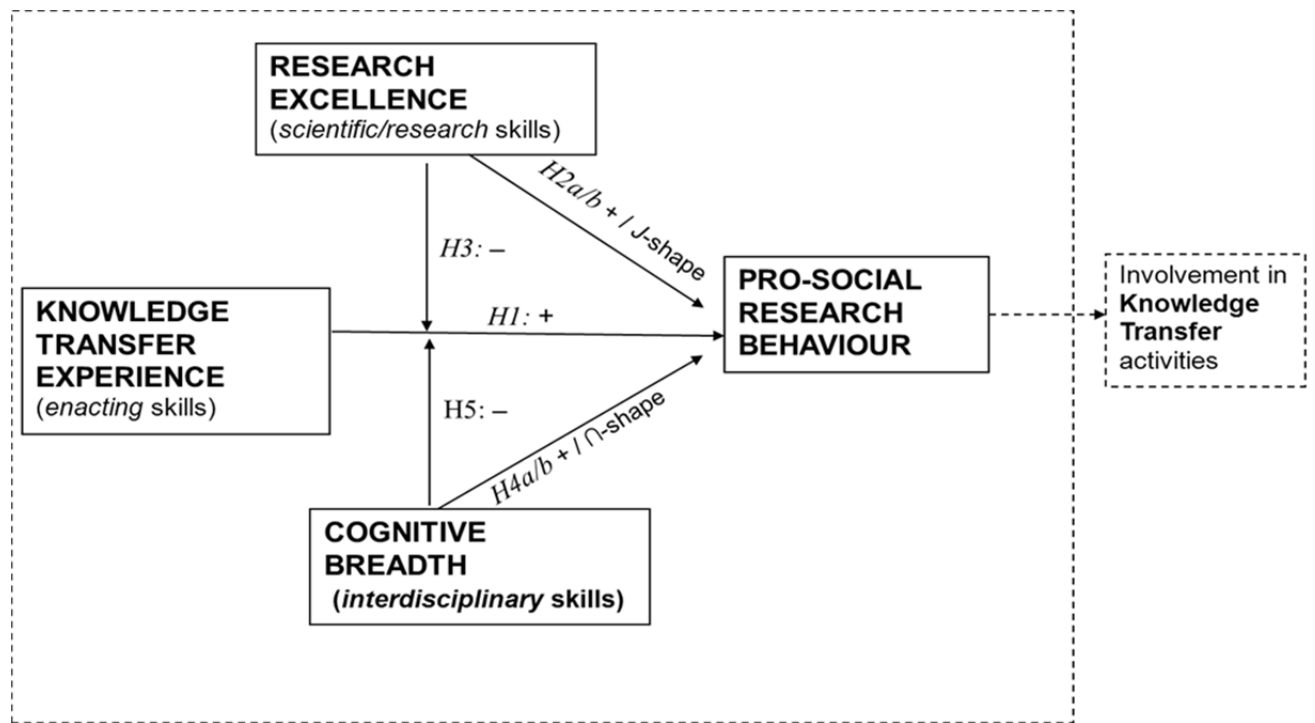 RESEARCH
EXCELLENCE
(scientific/research skills)
H2a/b + / J-shape
H3: –
KNOWLEDGE
TRANSFER
EXPERIENCE
(enacting skills)
H1: +
PRO-SOCIAL
RESEARCH
BEHAVIOUR
Involvement in
Knowledge
Transfer
activities
H5: –
H4a/b + / ∩-shape
COGNITIVE
BREADTH
(interdisciplinary skills)